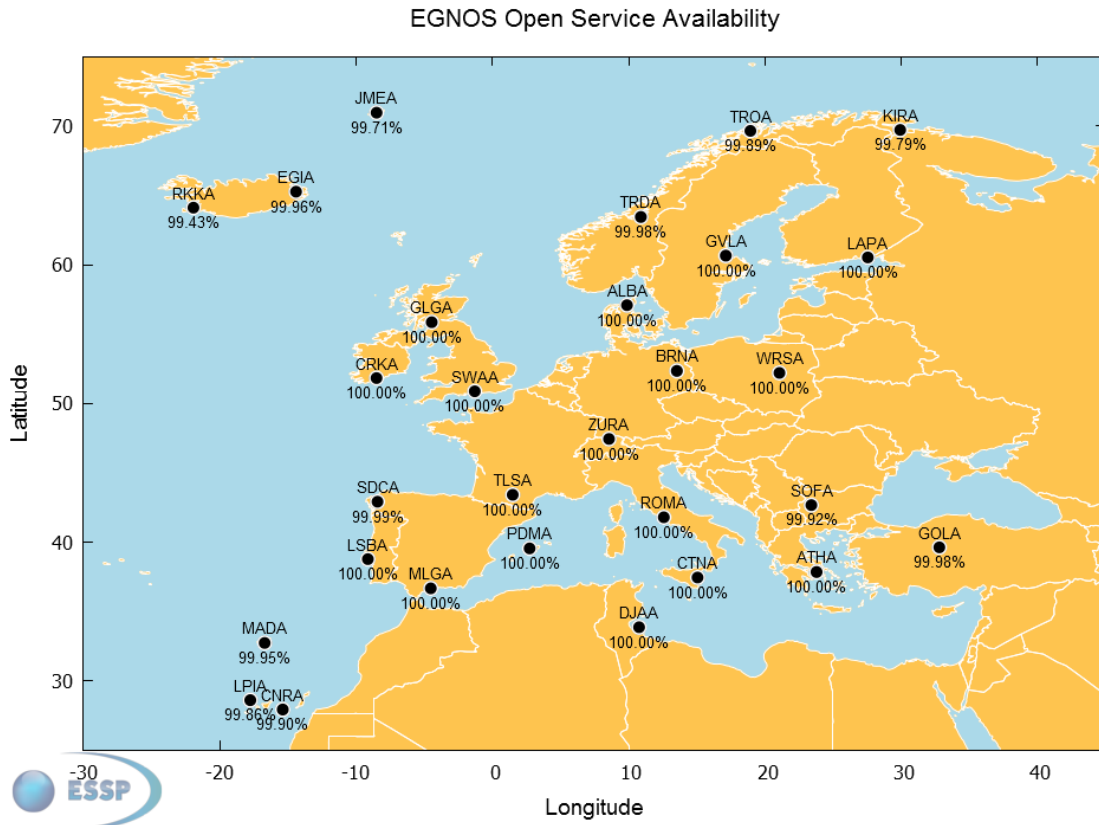 EGNOS Open Service Availability
JMEA
99.71%
TROA
99.89%
KIRA
99.79%
EGIA
99.96%
RKKA
99.43%
TRDA
99.98%
GVLA
100.00%
LAPA
100.00%
ALBA
100.00%
GLGA
100.00%
CRKA
100.00%
SWAA
100.00%
BRNA
100.00%
WRSA
100.00%
ZURA
100.00%
TLSA
100.00%
SDCA
99.99%
ROMA
100.00%
SOFA
99.92%
PDMA
100.00%
LSBA
100.00%
MLGA
100.00%
CTNA
100.00%
ATHA
100.00%
GOLA
99.98%
DJAA
100.00%
MADA
99.95%
LPIA
99.86%
CNRA
99.90%
70
60
50
40
30
Latitude
-30 -20 -10 0 10 20 30 40
Longitude
ESSP